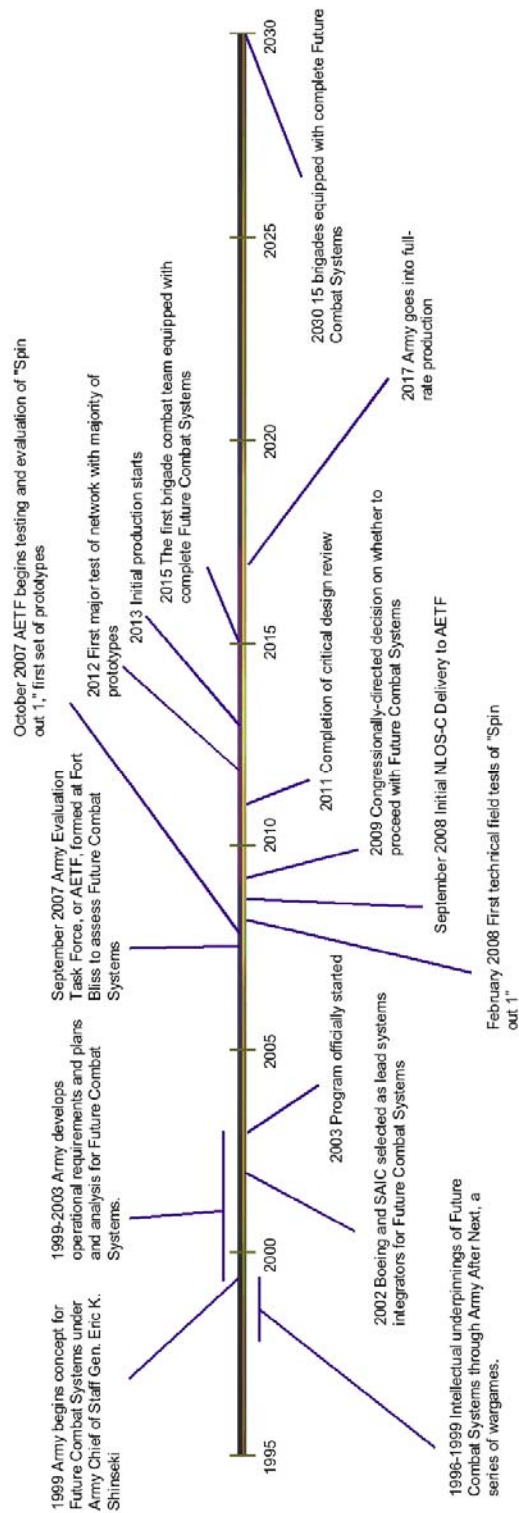 1999 Army begins concept for
Future Combat Systems under
Army Chief of Staff Gen. Eric K.
Shinseki
1999-2003 Army develops
operational requirements and plans
and analysis for Future Combat
Systems.
September 2007 Army Evaluation
Task Force, or AETF, formed at Fort
Bliss to assess Future Combat
Systems
October 2007 AETF begins testing and evaluation of "Spin
out 1," first set of prototypes
2012 First major test of network with majority of
prototypes
2013 Initial production starts
2015 The first brigade combat team equipped with
complete Future Combat Systems
1995
2000
2005
2010
2015
2020
2025
2030
1996-1999 Intellectual underpinnings of Future
Combat Systems through Army After Next, a
series of wargames.
2002 Boeing and SAIC selected as lead systems
integrators for Future Combat Systems
2003 Program officially started
February 2008 First technical field tests of "Spin
out 1"
September 2008 Initial NLOS-C Delivery to AETF
2009 Congressionally-directed decision on whether to
proceed with Future Combat Systems
2011 Completion of critical design review
2017 Army goes into full-
rate production
2030 15 brigades equipped with complete Future
Combat Systems